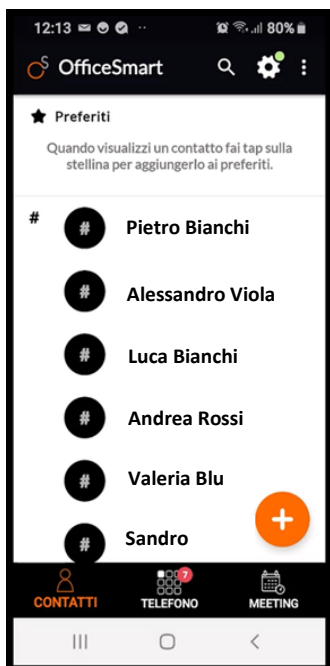 12:13 80%
OfficeSmart
Preferiti
Quando visualizzi un contatto fai tap sulla
stellina per aggiungerlo ai preferiti.
#
# Pietro Bianchi
# Alessandro Viola
# Luca Bianchi
# Andrea Rossi
# Valeria Blu
# Sandro
+
7
CONTATTI TELEFONO MEETING